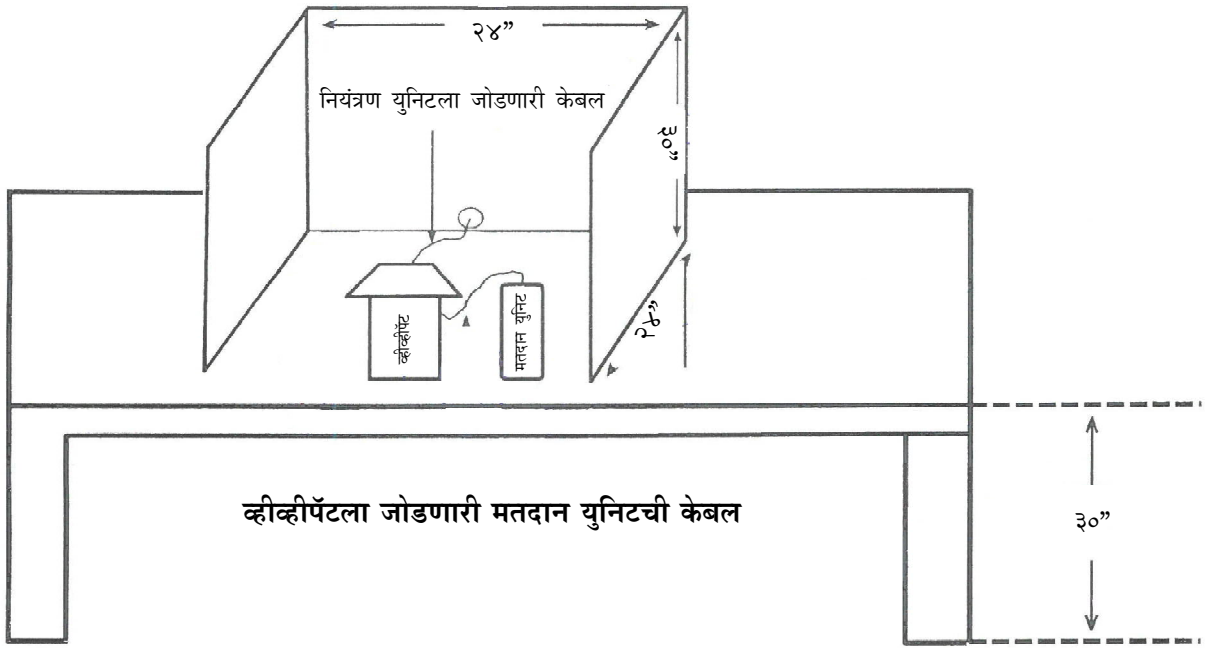 २४”
नियंत्रण युनिटला जोडणारी केबल
३०”
व्हीव्हीपॅट
मतदान युनिट
२४”
व्हीव्हीपॅटला जोडणारी मतदान युनिटची केबल
३०”